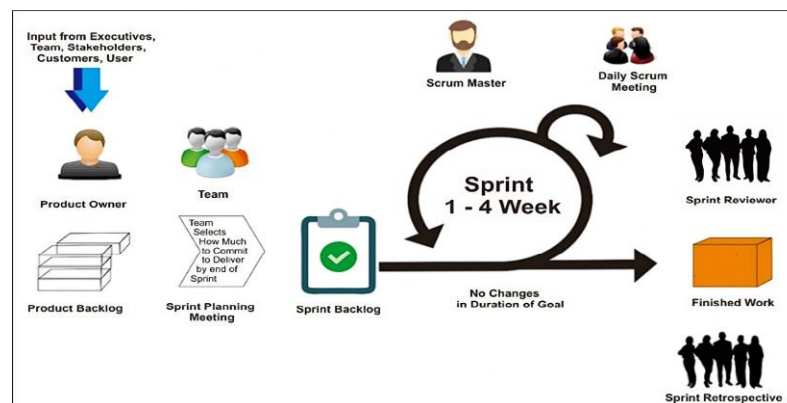 Input from Executives,
Team, Stakeholders,
Customers, User
Product Owner
Product Backlog
Team
Team
Selects
How Much
to Commit
to Deliver
by end of
Sprint
Sprint Planning
Meeting
Sprint Backlog
Scrum Master
Daily Scrum
Meeting
Sprint
1 - 4 Week
No Changes
in Duration of Goal
Sprint Reviewer
Finished Work
Sprint Retrospective